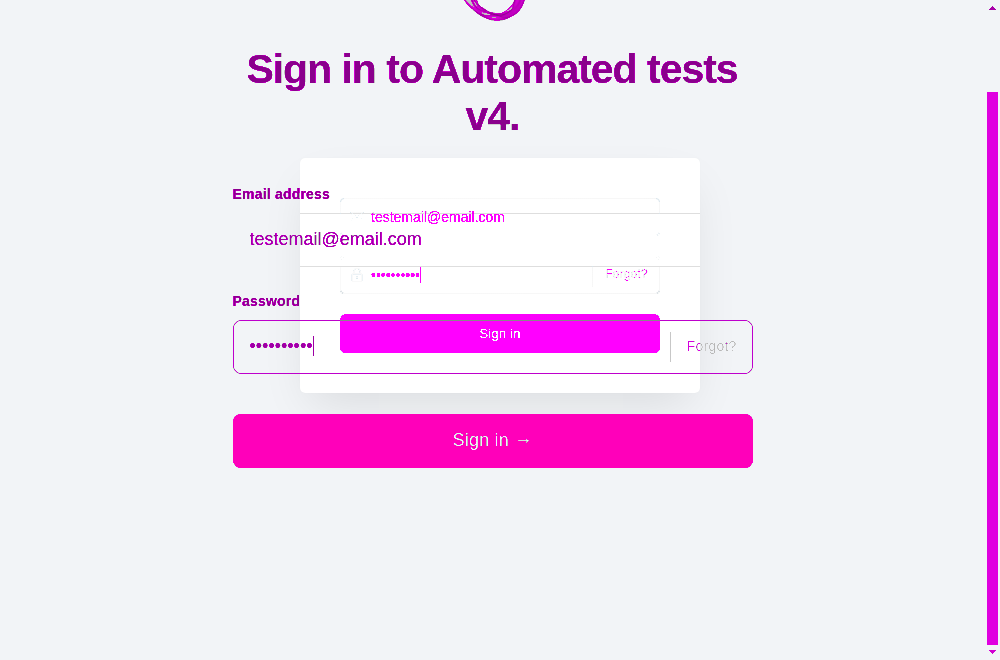 Sign in to Automated tests
v4.
Email address
testemail@email.com
testemail@email.com
Forgot?
Password
Sign in
Forgot?
Sign in →